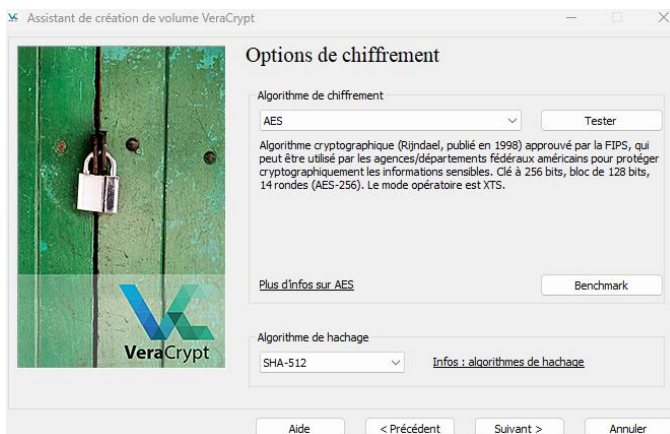 Assistant de création de volume VeraCrypt
Options de chiffrement
Algorithme de chiffrement
AES
Tester
Algorithme cryptographique (Rijndael, publié en 1998) approuvé par la FIPS, qui
peut être utilisé par les agences/départements fédéraux américains pour protéger
cryptographiquement les informations sensibles. Clé à 256 bits, bloc de 128 bits,
14 rondes (AES-256). Le mode opératoire est XTS.
Plus d'infos sur AES
Benchmark
VeraCrypt
Algorithme de hachage
SHA-512
Infos : algorithmes de hachage
Aide
< Précédent
Suivant >
Annuler